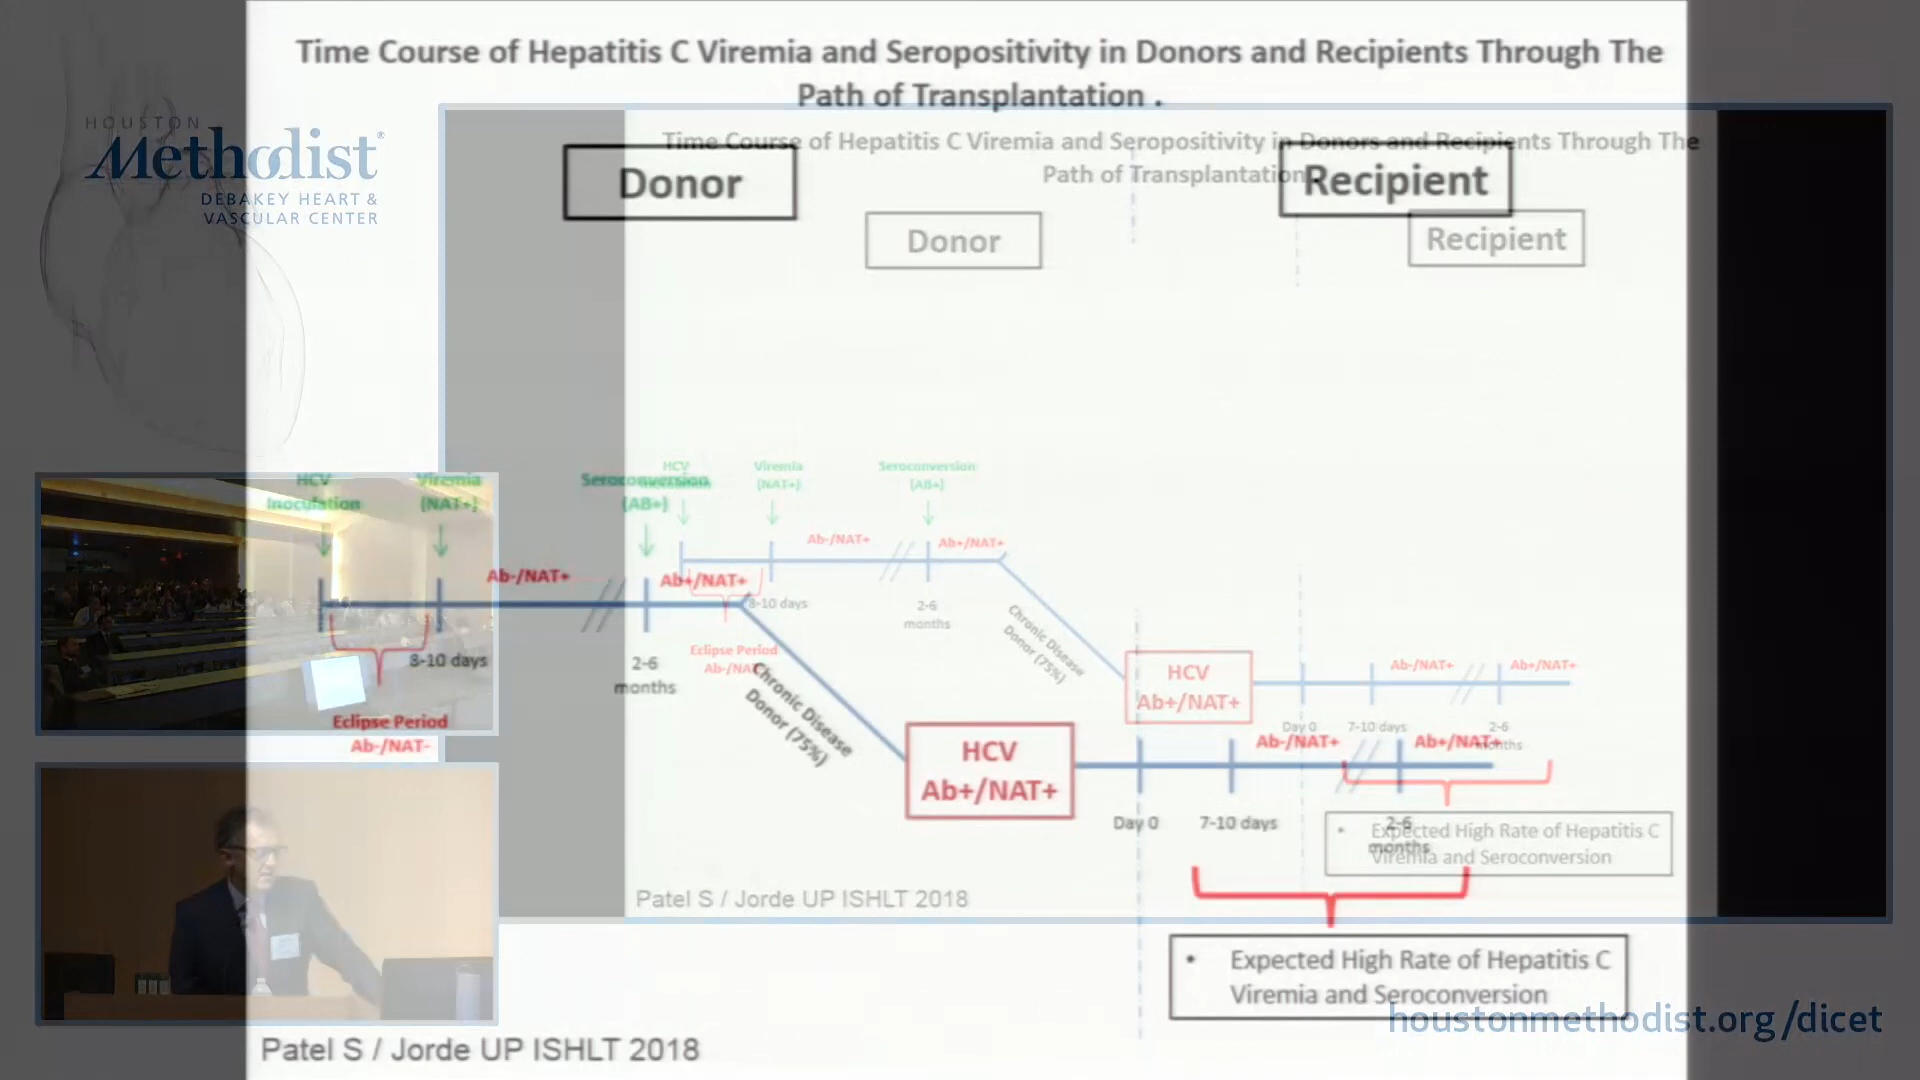 Time Course of Hepatitis C Viremia and Seropositivity in Donors and Recipients Through The
Path of Transplantation .
HOUSTON
Methodist
DEBAKEY HEART &
VASCULAR CENTER
Time Course of Hepatitis C Viremia and Seropositivity in Donors and Recipients Through The
Path of Transplantation
Donor
Recipient
Donor
Recipient
HCV
Viremia
(NAT+)
Seroconversion
(AB+)
HCV
Inoculation
Viremia
(NAT+)
Seroconversion
(AB+)
Ab-/NAT+
Ab+/NAT+
Ab-/NAT+
Ab+/NAT+
8-10 days
2-6
months
Eclipse Period
Ab-/NAT-
8-10 days
2-6
months
Eclipse Period
Ab-/NAT-
Chronic Disease
Donor (75%)
Chronic Disease
Donor (75%)
HCV
Ab+/NAT+
Ab-/NAT+
Ab+/NAT+
Day 0
7-10 days
2-6
months
HCV
Ab+/NAT+
Ab-/NAT+
Ab+/NAT+
Day 0
7-10 days
2-6
months
• Expected High Rate of Hepatitis C
Viremia and Seroconversion
Patel S / Jorde UP ISHLT 2018
• Expected High Rate of Hepatitis C
Viremia and Seroconversion
houstonmethodist.org/dicet
Patel S / Jorde UP ISHLT 2018